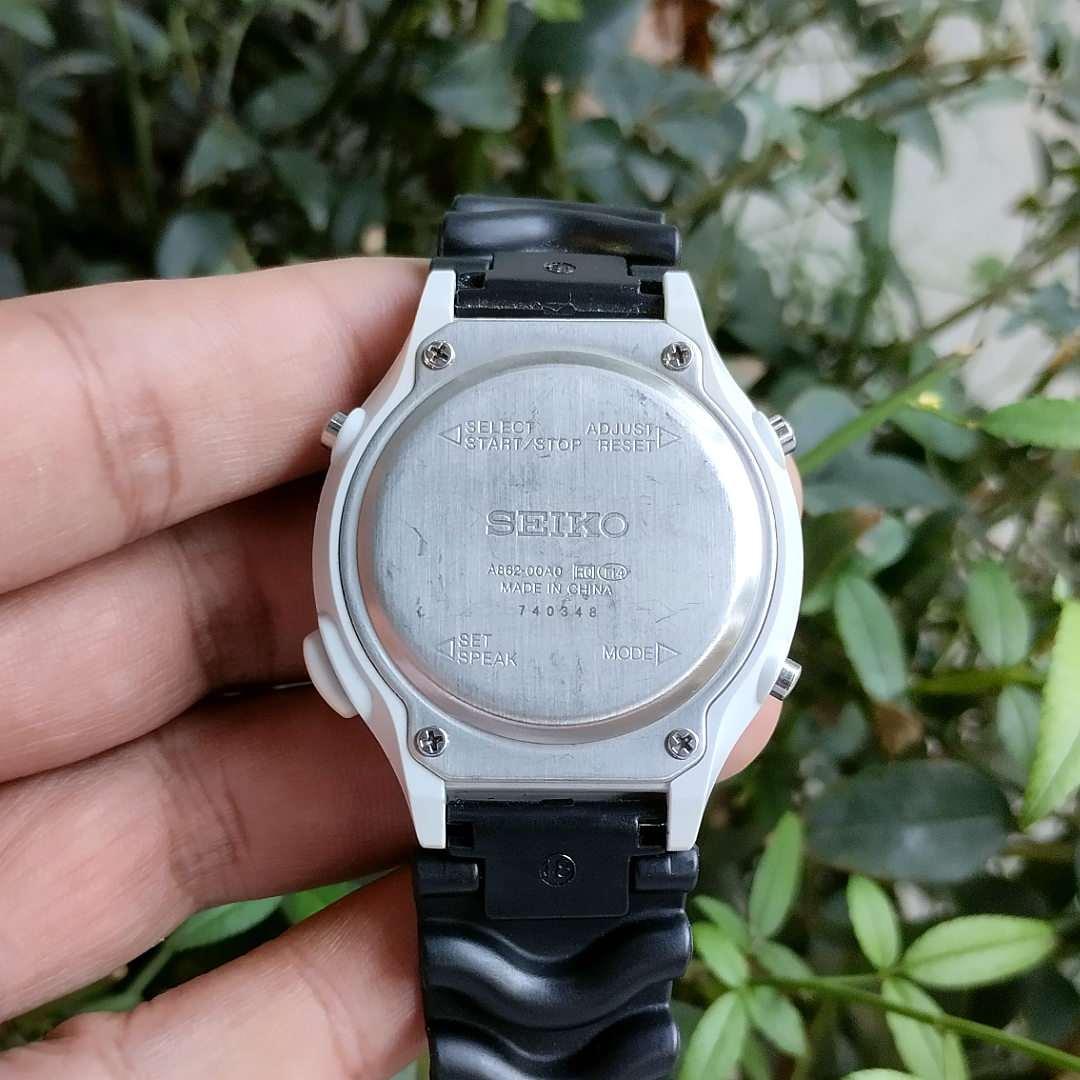 SELECT ADJUST
START/STOP RESET
SEIKO
A862-00A0
MADE IN CHINA
740348
SET
SPEAK MODE